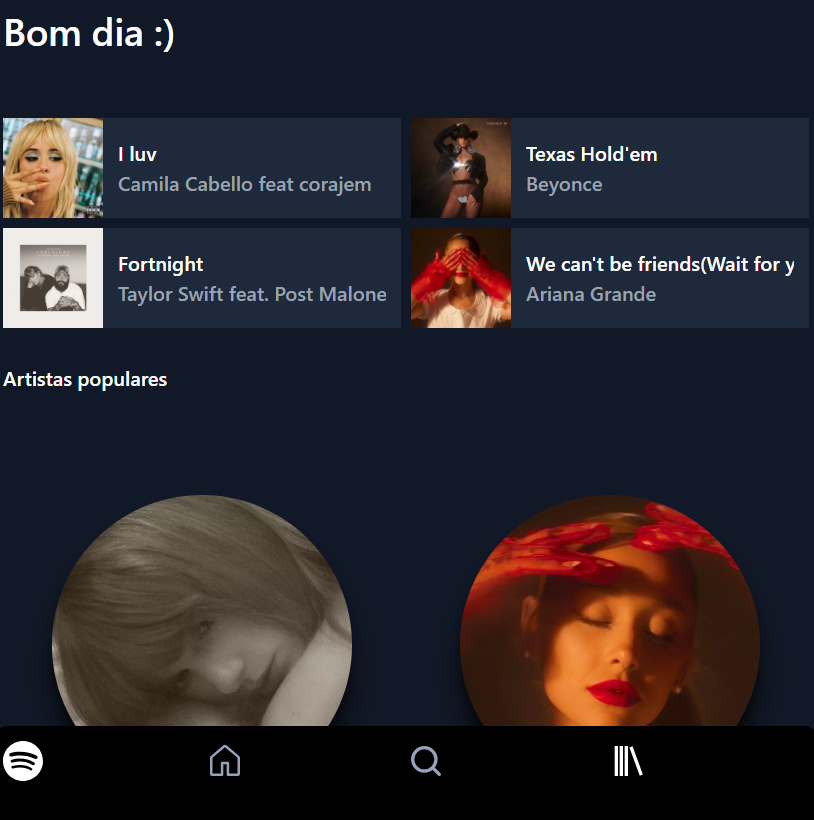 Bom dia :)
I luv
Camila Cabello feat corajem
Texas Hold'em
Beyonce
Fortnight
Taylor Swift feat. Post Malone
We can't be friends(Wait for y
Ariana Grande
Artistas populares